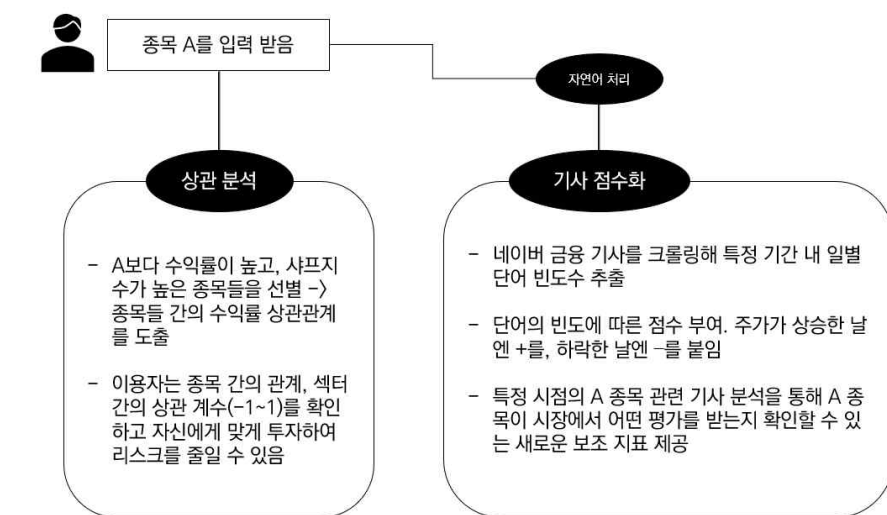 종목 A를 입력 받음
자연어 처리
상관 분석
- A보다 수익률이 높고, 샤프지
수가 높은 종목들을 선별 ->
종목들 간의 수익률 상관관계
를 도출
- 이용자는 종목 간의 관계, 섹터
간의 상관 계수(-1~1)를 확인
하고 자신에게 맞게 투자하여
리스크를 줄일 수 있음
기사 점수화
- 네이버 금융 기사를 크롤링해 특정 기간 내 일별
단어 빈도수 추출
- 단어의 빈도에 따른 점수 부여. 주가가 상승한 날
엔 +를, 하락한 날엔 –를 붙임
- 특정 시점의 A 종목 관련 기사 분석을 통해 A 종
목이 시장에서 어떤 평가를 받는지 확인할 수 있
는 새로운 보조 지표 제공